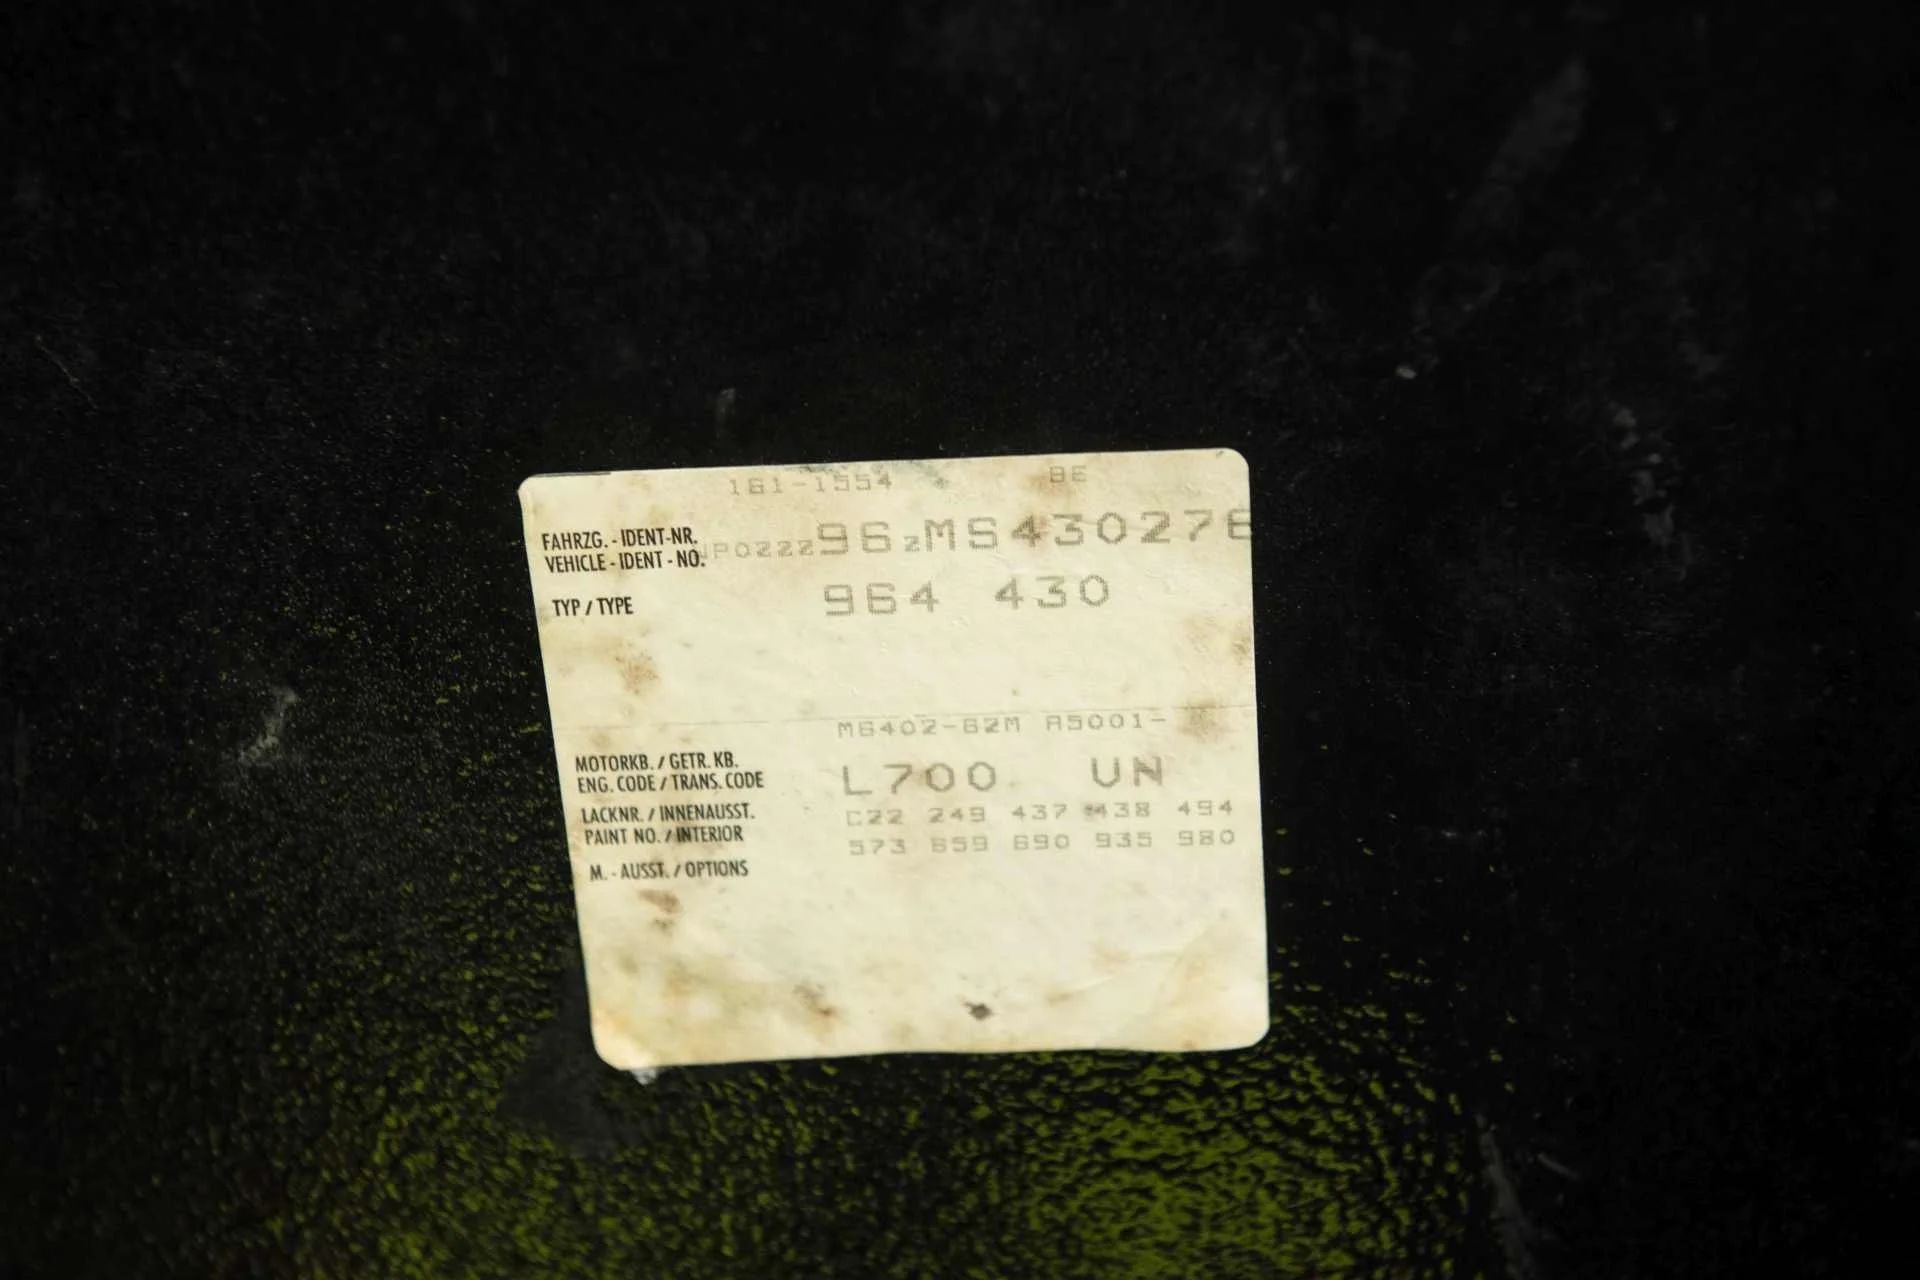 161-1554 BE
FAHRZG.-IDENT-NR.
VEHICLE-IDENT-NO. WP0ZZZ96ZMS430276
TYP / TYPE 964 430
M6402-62M A5001-
MOTORKB. / GETR. KB.
ENG. CODE / TRANS. CODE L700 UN
LACKNR. / INNENAUSST. C22 249 437 438 494
PAINT NO. / INTERIOR 573 659 690 935 980
M.-AUSST. / OPTIONS